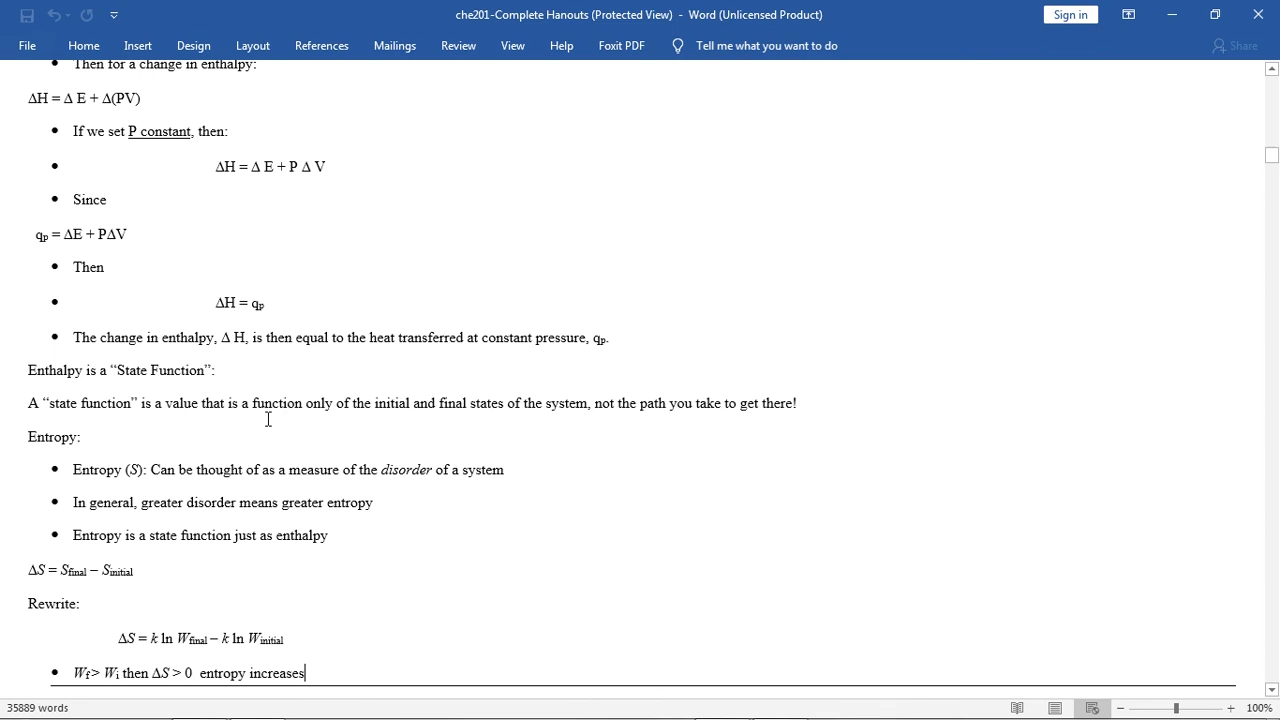 che201-Complete Hanouts (Protected View) - Word (Unlicensed Product)
Sign in
File Home Insert Design Layout References Mailings Review View Help Foxit PDF Tell me what you want to do Share
• Then for a change in enthalpy:
ΔH = Δ E + Δ(PV)
• If we set P constant, then:
• ΔH = Δ E + P Δ V
• Since
qp = ΔE + PΔV
• Then
• ΔH = qp
• The change in enthalpy, Δ H, is then equal to the heat transferred at constant pressure, qp.
Enthalpy is a “State Function”:
A “state function” is a value that is a function only of the initial and final states of the system, not the path you take to get there!
Entropy:
• Entropy (S): Can be thought of as a measure of the disorder of a system
• In general, greater disorder means greater entropy
• Entropy is a state function just as enthalpy
ΔS = Sfinal – Sinitial
Rewrite:
ΔS = k ln Wfinal – k ln Winitial
• Wf > Wi then ΔS > 0 entropy increases
35889 words
100%